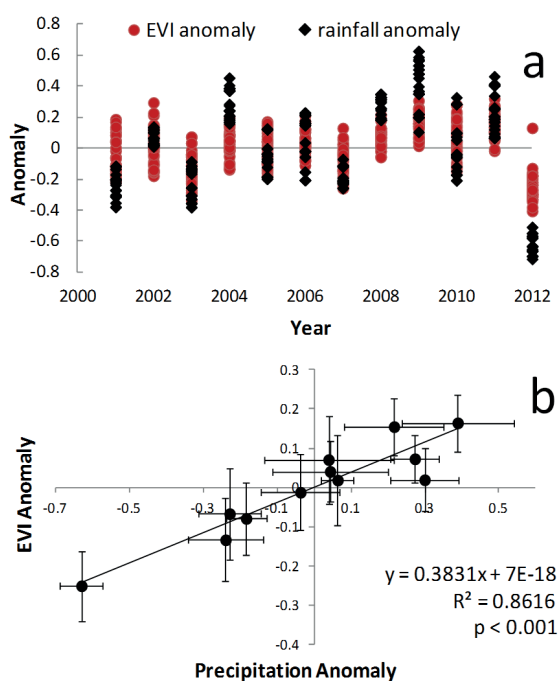 EVI anomaly rainfall anomaly
a
0.8
0.6
0.4
0.2
0
-0.2
-0.4
-0.6
-0.8
Anomaly
2000 2002 2004 2006 2008 2010 2012
Year
b
0.3
0.2
0.1
0
-0.1
-0.2
-0.3
-0.4
EVI Anomaly
-0.7 -0.5 -0.3 -0.1 0.1 0.3 0.5
y = 0.3831x + 7E-18
R² = 0.8616
p < 0.001
Precipitation Anomaly